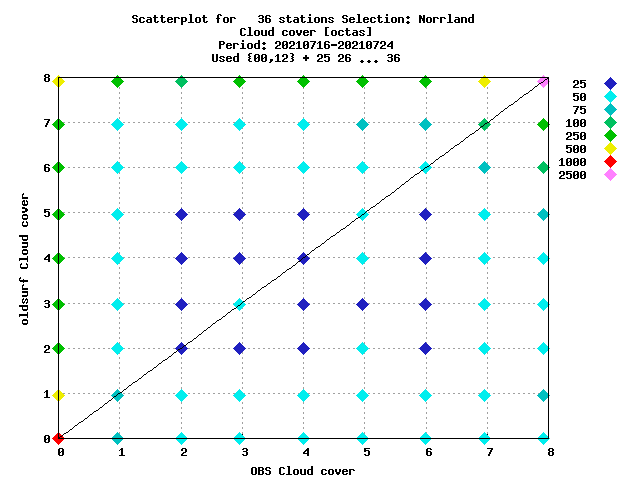 Scatterplot for   36 stations Selection: Norrland
Cloud cover [octas]
Period: 20210716-20210724
Used {00,12} + 25 26 ... 36
8
7
6
5
4
3
2
1
0
oldsurf Cloud cover
0 1 2 3 4 5 6 7 8
OBS Cloud cover
25
50
75
100
250
500
1000
2500